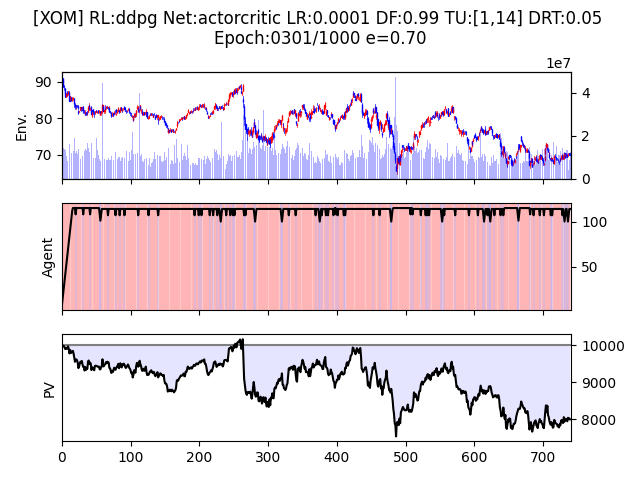 [XOM] RL:ddpg Net:actorcritic LR:0.0001 DF:0.99 TU:[1,14] DRT:0.05
Epoch:0301/1000 e=0.70
1e7
90
80
70
Env.
4
2
0
Agent
100
50
PV
10000
9000
8000
0 100 200 300 400 500 600 700